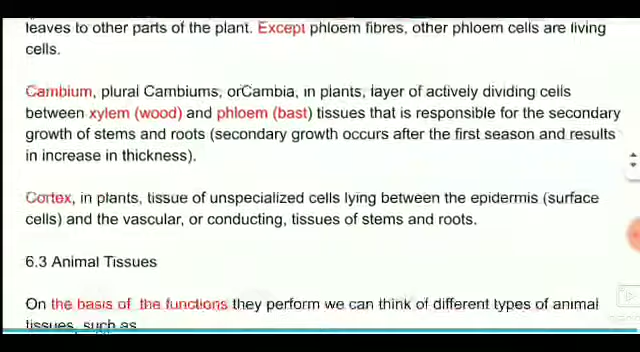 leaves to other parts of the plant. Except phloem fibres, other phloem cells are living
cells.
Cambium, plural Cambiums, orCambia, in plants, layer of actively dividing cells
between xylem (wood) and phloem (bast) tissues that is responsible for the secondary
growth of stems and roots (secondary growth occurs after the first season and results
in increase in thickness).
Cortex, in plants, tissue of unspecialized cells lying between the epidermis (surface
cells) and the vascular, or conducting, tissues of stems and roots.
6.3 Animal Tissues
On the basis of the functions they perform we can think of different types of animal
tissues, such as